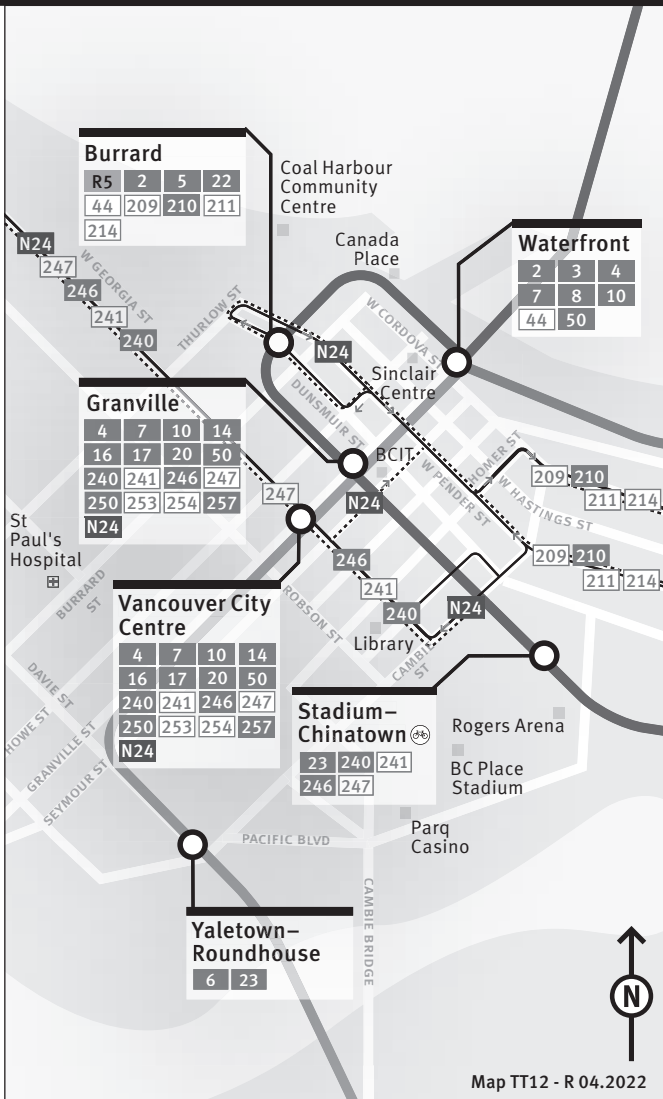 Burrard
R5 2 5 22
44 209 210 211
214
Coal Harbour
Community
Centre
Canada
Place
Waterfront
2 3 4
7 8 10
44 50
N24
247
246
241
240
W GEORGIA ST
THURLOW ST
W CORDOVA ST
N24
Sinclair
Centre
DUNSMUIR ST
Granville
4 7 10 14
16 17 20 50
240 241 246 247
250 253 254 257
N24
BCIT
W PENDER ST
HOMER ST
W HASTINGS ST
209 210
211 214
247
N24
St
Paul's
Hospital
BURRARD
ST
246
241
240
N24
209 210
211 214
ROBSON ST
Library
CAMBIE
ST
Vancouver City
Centre
4 7 10 14
16 17 20 50
240 241 246 247
250 253 254 257
N24
DAVIE ST
HOWE ST
GRANVILLE ST
SEYMOUR ST
Stadium–
Chinatown
23 240 241
246 247
Rogers Arena
BC Place
Stadium
Parq
Casino
PACIFIC BLVD
CAMBIE BRIDGE
Yaletown–
Roundhouse
6 23
N
Map TT12 - R 04.2022